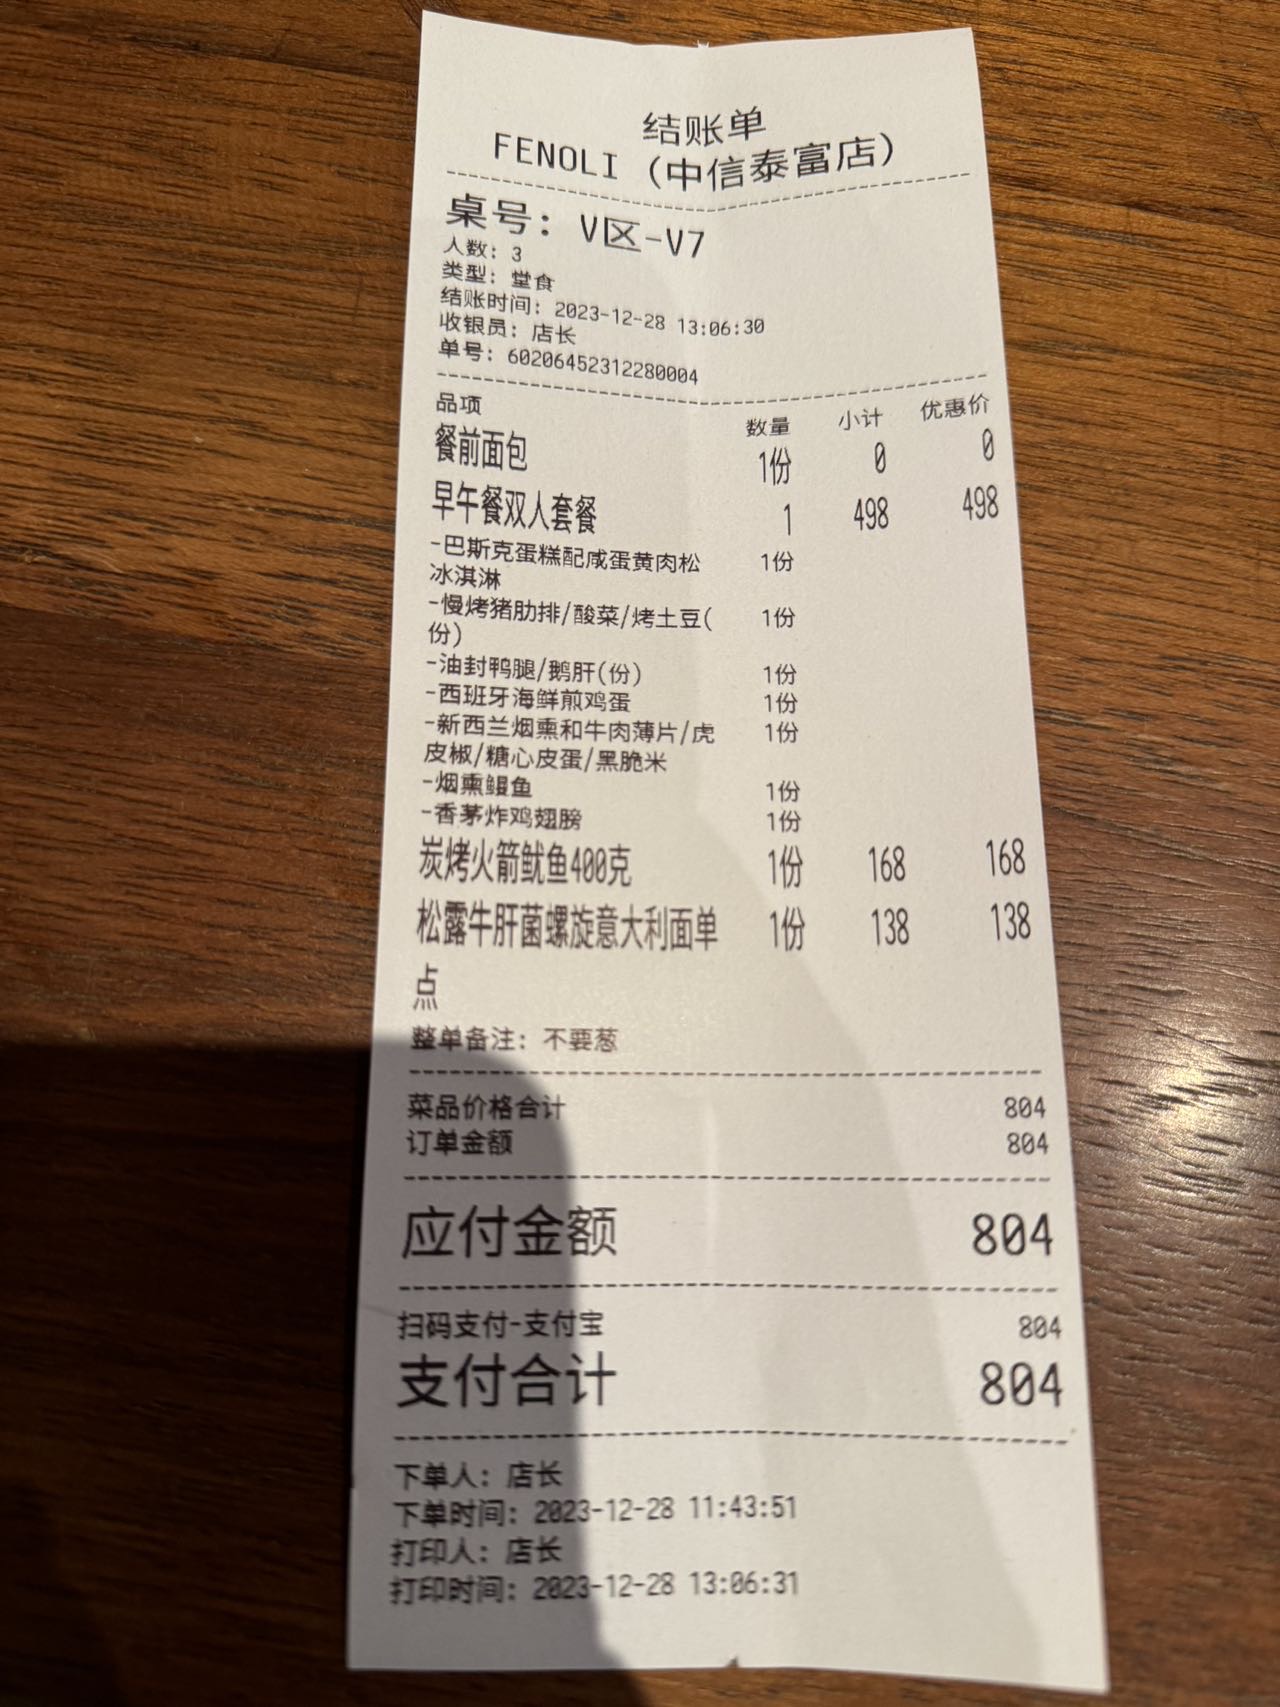 结账单
FENOLI (中信泰富店)
桌号: V区-V7
人数: 3
类型: 堂食
结账时间: 2023-12-28 13:06:30
收银员: 店长
单号: 602064523122800​04
品项 数量 小计 优惠价
餐前面包 1份 0 0
早午餐双人套餐 1 498 498
-巴斯克蛋糕配咸蛋黄肉松 1份
冰淇淋
-慢烤猪肋排/酸菜/烤土豆( 1份
份)
-油封鸭腿/鹅肝(份) 1份
-西班牙海鲜煎鸡蛋 1份
-新西兰烟熏和牛肉薄片/虎 1份
皮椒/糖心皮蛋/黑脆米
-烟熏鳗鱼 1份
-香茅炸鸡翅膀 1份
炭烤火箭鱿鱼400克 1份 168 168
松露牛肝菌螺旋意大利面单 1份 138 138
点
整单备注: 不要葱
菜品价格合计 804
订单金额 804
应付金额 804
扫码支付-支付宝 804
支付合计 804
下单人: 店长
下单时间: 2023-12-28 11:43:51
打印人: 店长
打印时间: 2023-12-28 13:06:31